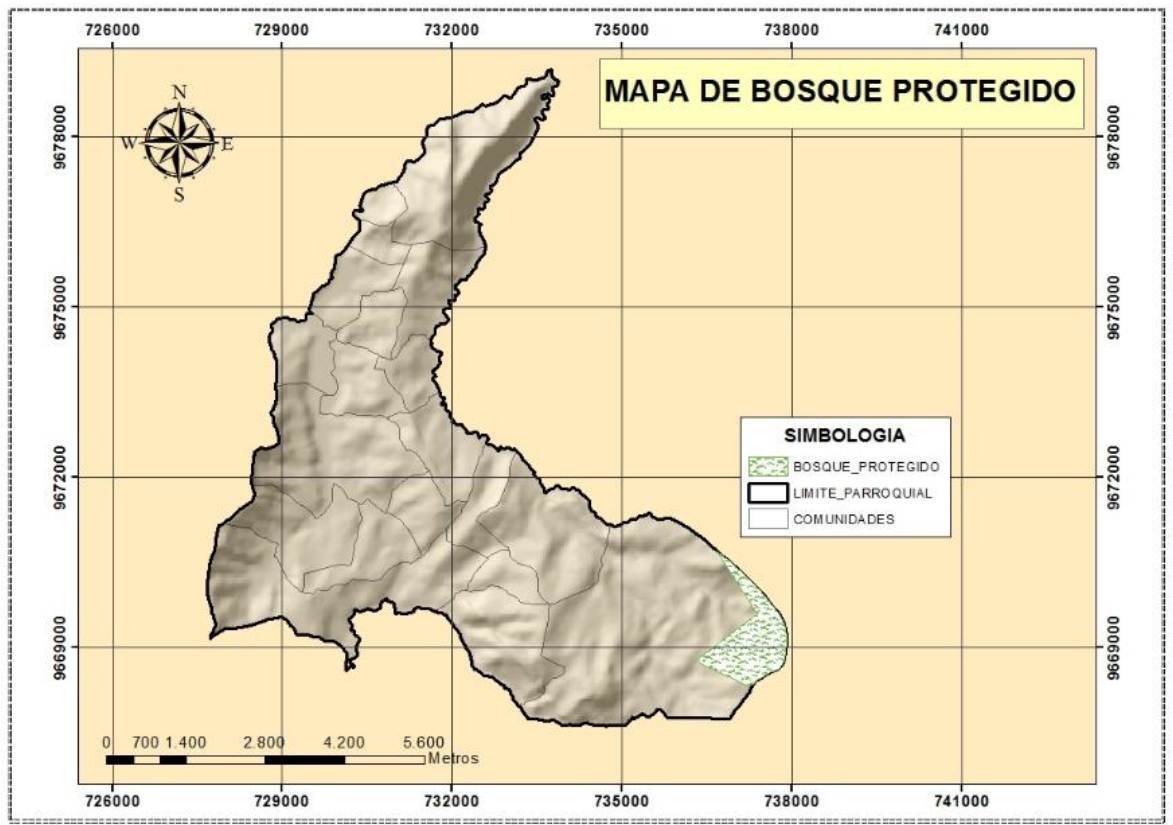 726000 729000 732000 735000 738000 741000
MAPA DE BOSQUE PROTEGIDO
N
W E
S
9678000 9678000
9675000 9675000
SIMBOLOGIA
BOSQUE_PROTEGIDO
LIMITE_PARROQUIAL
COMUNIDADES
9672000 9672000
9669000 9669000
0 700 1.400 2.800 4.200 5.600
Metros
726000 729000 732000 735000 738000 741000